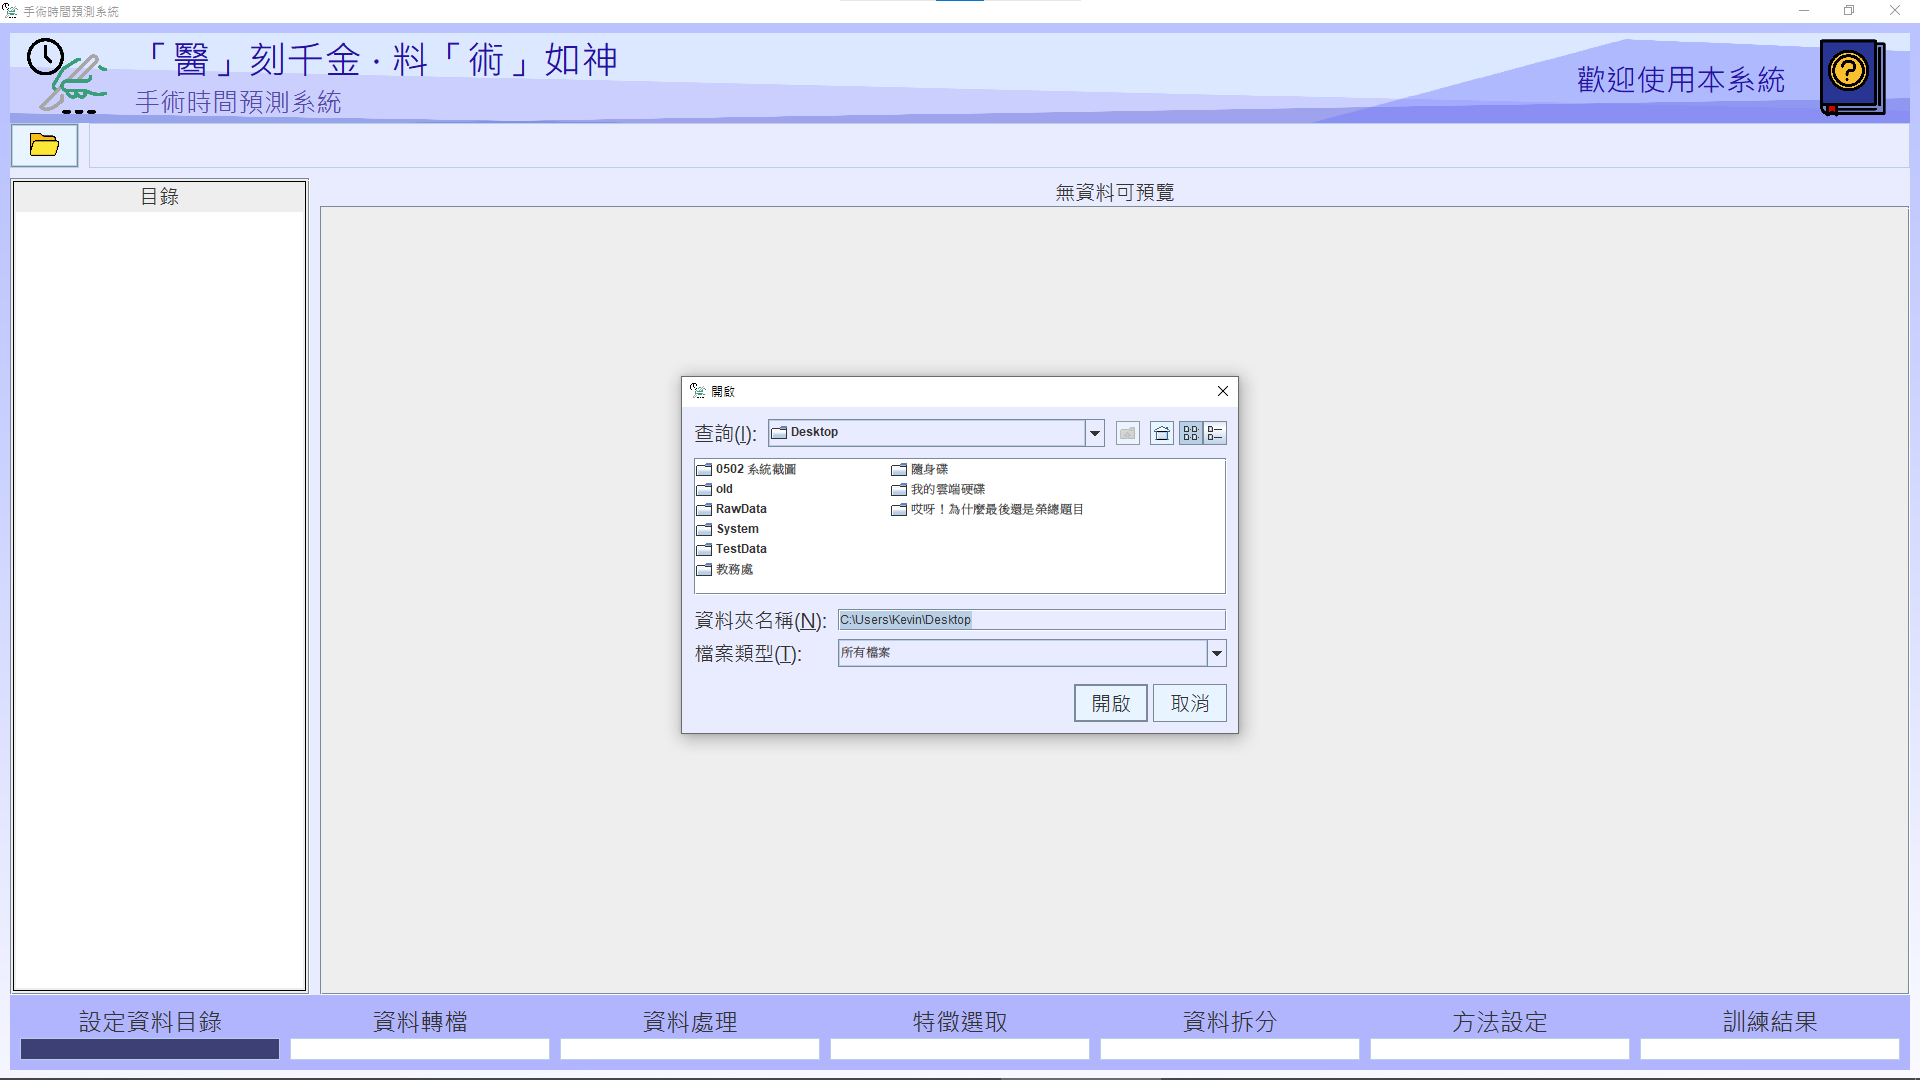 手術時間預測系統
「醫」刻千金·料「術」如神
手術時間預測系統
歡迎使用本系統
目錄
無資料可預覽
開啟
查詢(I): Desktop
0502 系統截圖
old
RawData
System
TestData
教務處
隨身碟
我的雲端硬碟
哎呀！為什麼最後還是榮總題目
資料夾名稱(N): C:\Users\Kevin\Desktop
檔案類型(T): 所有檔案
開啟 取消
設定資料目錄 資料轉檔 資料處理 特徵選取 資料拆分 方法設定 訓練結果